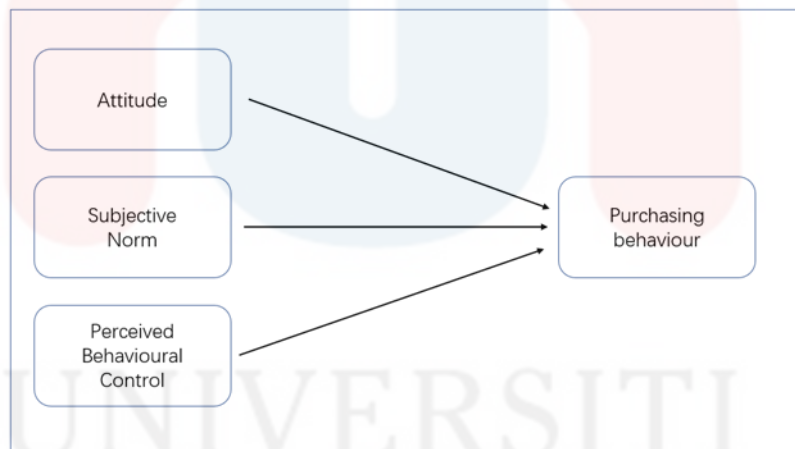 Attitude
Subjective
Norm
Perceived
Behavioural
Control
Purchasing
behaviour
UNIVERSITI